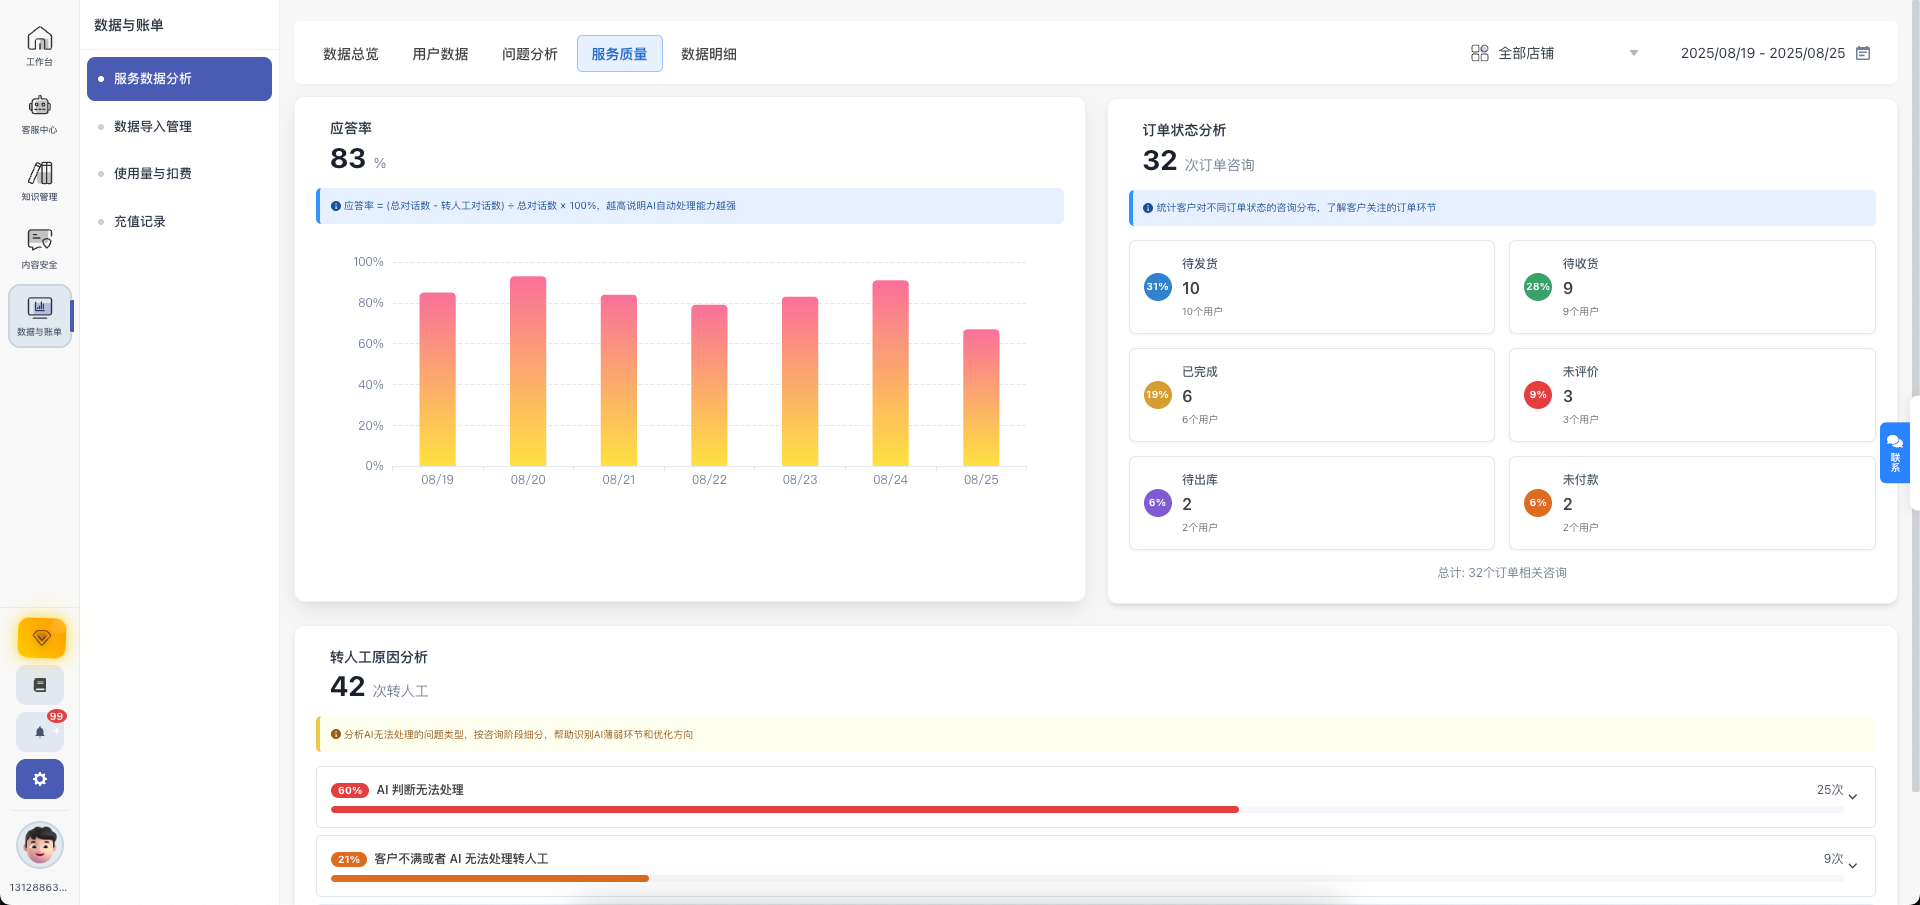 工作台
客服中心
知识管理
内容安全
数据与账单
99
13128863...
数据与账单
服务数据分析
数据导入管理
使用量与扣费
充值记录
数据总览
用户数据
问题分析
服务质量
数据明细
全部店铺
2025/08/19 - 2025/08/25
应答率
83 %
应答率 = (总对话数 - 转人工对话数) ÷ 总对话数 × 100%，越高说明AI自动处理能力越强
100%
80%
60%
40%
20%
0%
08/19 08/20 08/21 08/22 08/23 08/24 08/25
订单状态分析
32 次订单咨询
统计客户对不同订单状态的咨询分布，了解客户关注的订单环节
31%
待发货
10
10个用户
28%
待收货
9
9个用户
19%
已完成
6
6个用户
9%
未评价
3
3个用户
6%
待出库
2
2个用户
6%
未付款
2
2个用户
总计: 32个订单相关咨询
联系
转人工原因分析
42 次转人工
分析AI无法处理的问题类型，按咨询阶段细分，帮助识别AI薄弱环节和优化方向
60% AI 判断无法处理 25次
21% 客户不满或者 AI 无法处理转人工 9次